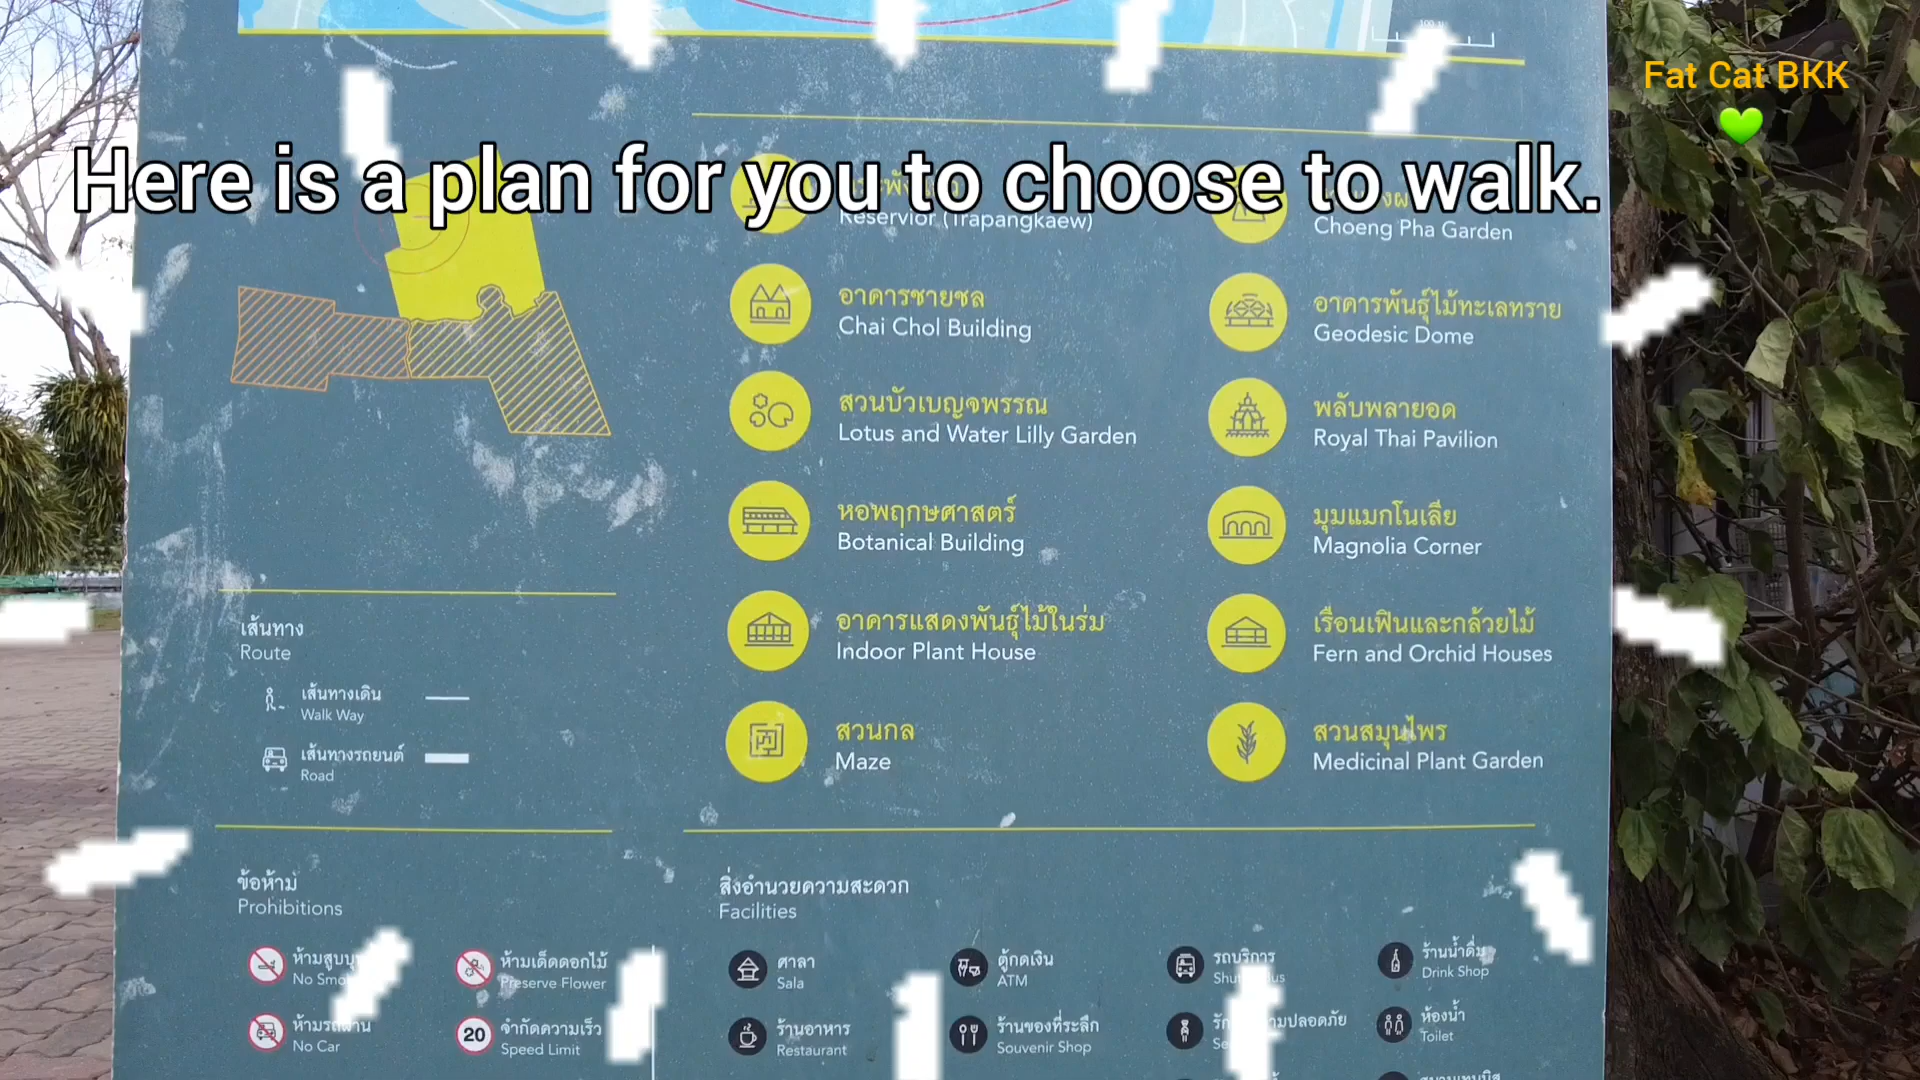 Fat Cat BKK
Here is a plan for you to choose to walk.
Reservior (Trapangkaew)
Choeng Pha Garden
อาคารชายชล
Chai Chol Building
อาคารพันธุ์ไม้ทะเลทราย
Geodesic Dome
สวนบัวเบญจพรรณ
Lotus and Water Lilly Garden
พลับพลายอด
Royal Thai Pavilion
หอพฤกษศาสตร์
Botanical Building
มุมแมกโนเลีย
Magnolia Corner
อาคารแสดงพันธุ์ไม้ในร่ม
Indoor Plant House
เรือนเฟินและกล้วยไม้
Fern and Orchid Houses
สวนกล
Maze
สวนสมุนไพร
Medicinal Plant Garden
เส้นทาง
Route
เส้นทางเดิน
Walk Way
เส้นทางรถยนต์
Road
ข้อห้าม
Prohibitions
No
ห้ามเด็ดดอกไม้
Preserve Flower
No Car
20
จำกัดความเร็ว
Speed Limit
สิ่งอำนวยความสะดวก
Facilities
ศาลา
Sala
ตู้กดเงิน
ATM
รถบริการ
ร้านน้ำดื่ม
Drink Shop
ร้านอาหาร
Restaurant
ร้านของที่ระลึก
Souvenir Shop
ห้องน้ำ
Toilet